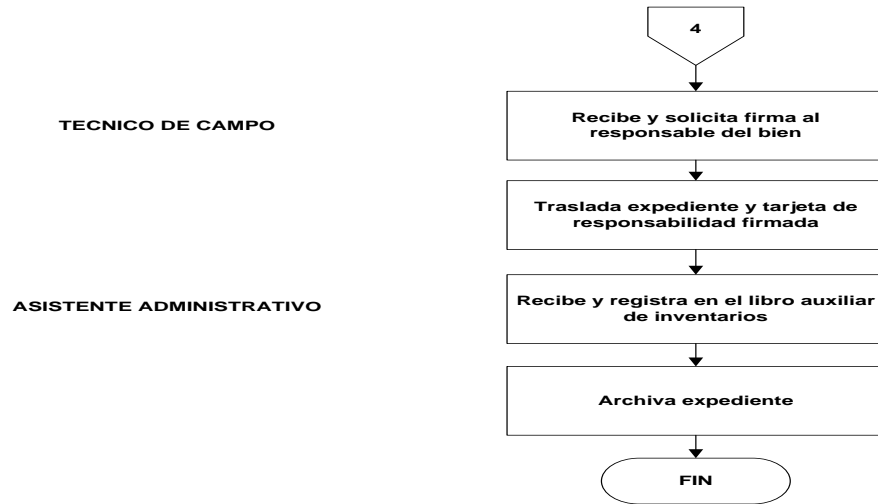 4
TECNICO DE CAMPO
Recibe y solicita firma al
responsable del bien
Traslada expediente y tarjeta de
responsabilidad firmada
ASISTENTE ADMINISTRATIVO
Recibe y registra en el libro auxiliar
de inventarios
Archiva expediente
FIN